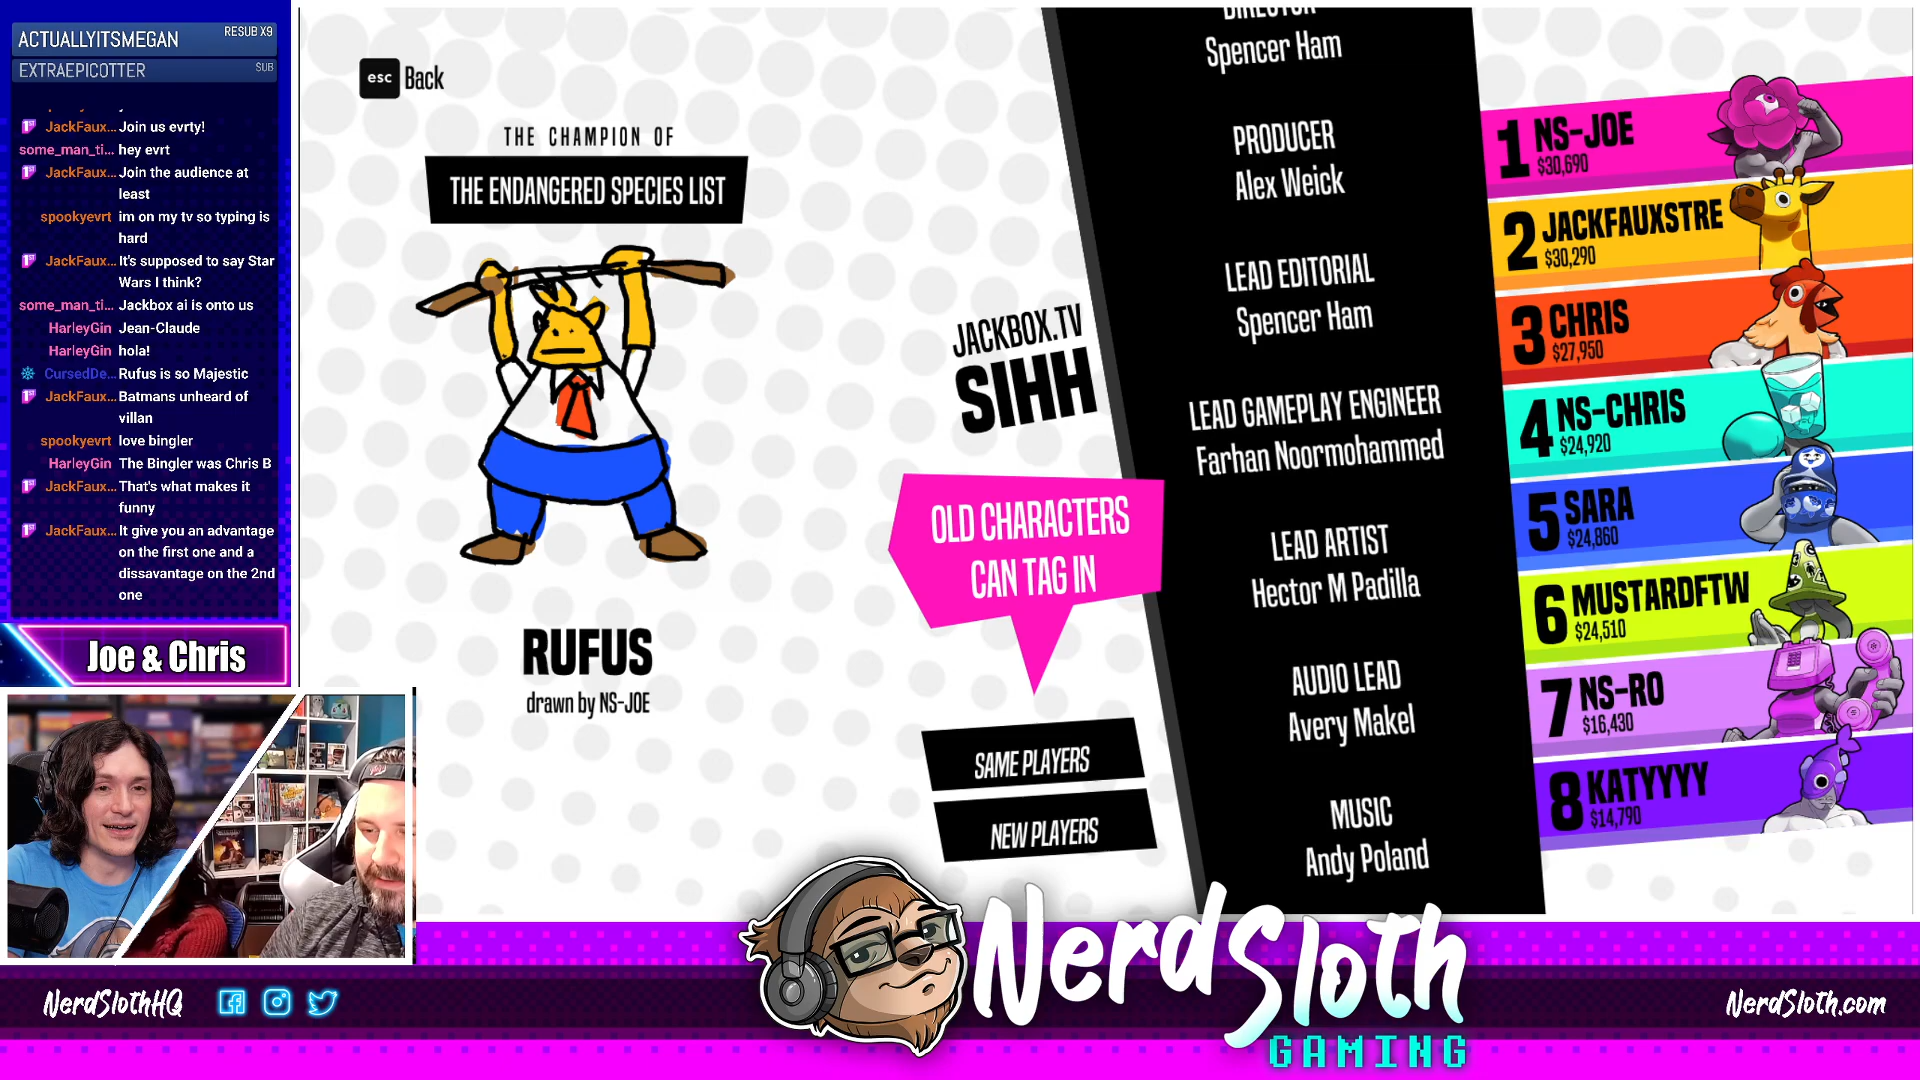 ACTUALLYITSMEGAN RESUB X9
EXTRAEPICOTTER SUB
JackFaux... Join us evrty!
some_man_ti... hey evrt
JackFaux... Join the audience at
least
spookyevrt im on my tv so typing is
hard
JackFaux... It's supposed to say Star
Wars I think?
some_man_ti... Jackbox ai is onto us
HarleyGin Jean-Claude
HarleyGin hola!
CursedDe... Rufus is so Majestic
JackFaux... Batmans unheard of
villan
spookyevrt love bingler
HarleyGin The Bingler was Chris B
JackFaux... That's what makes it
funny
JackFaux... It give you an advantage
on the first one and a
dissavantage on the 2nd
one
Joe & Chris
esc Back
THE CHAMPION OF
THE ENDANGERED SPECIES LIST
RUFUS
drawn by NS-JOE
JACKBOX.TV
SIHH
OLD CHARACTERS
CAN TAG IN
SAME PLAYERS
NEW PLAYERS
DIRECTOR
Spencer Ham
PRODUCER
Alex Weick
LEAD EDITORIAL
Spencer Ham
LEAD GAMEPLAY ENGINEER
Farhan Noormohammed
LEAD ARTIST
Hector M Padilla
AUDIO LEAD
Avery Makel
MUSIC
Andy Poland
1 NS-JOE
$30,690
2 JACKFAUXSTRE
$30,290
3 CHRIS
$27,950
4 NS-CHRIS
$24,920
5 SARA
$24,860
6 MUSTARDFTW
$24,510
7 NS-RO
$16,430
8 KATYYYY
$14,790
NerdSlothHQ
NerdSloth
GAMING
NerdSloth.com